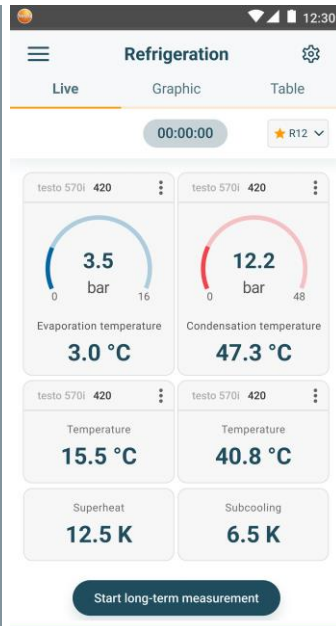 12:30
Refrigeration
Live Graphic Table
00:00:00 R12
testo 570i 420 testo 570i 420
3.5 12.2
bar bar
0 16 0 48
Evaporation temperature Condensation temperature
3.0 °C 47.3 °C
testo 570i 420 testo 570i 420
Temperature Temperature
15.5 °C 40.8 °C
Superheat Subcooling
12.5 K 6.5 K
Start long-term measurement